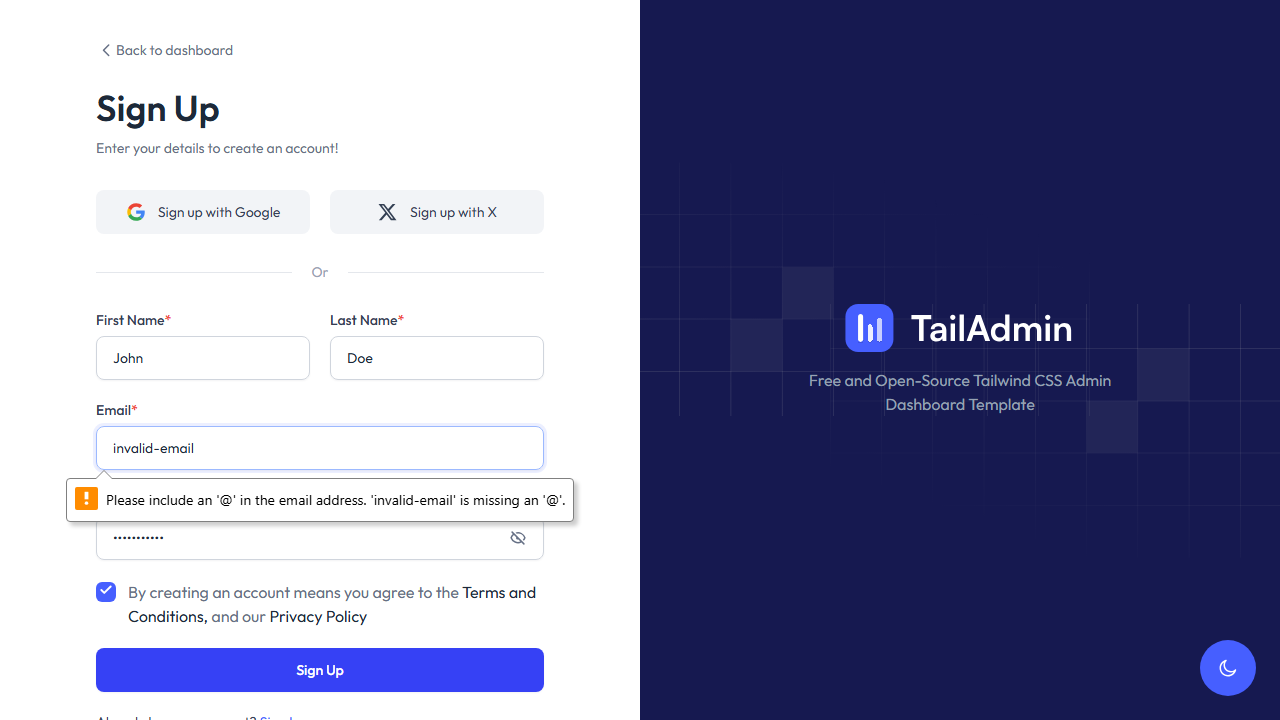 Back to dashboard
Sign Up
Enter your details to create an account!
Sign up with Google
Sign up with X
Or
First Name*
Last Name*
John
Doe
Email*
invalid-email
Please include an '@' in the email address. 'invalid-email' is missing an '@'.
•••••••••••
By creating an account means you agree to the Terms and
Conditions, and our Privacy Policy
Sign Up
TailAdmin
Free and Open-Source Tailwind CSS Admin
Dashboard Template